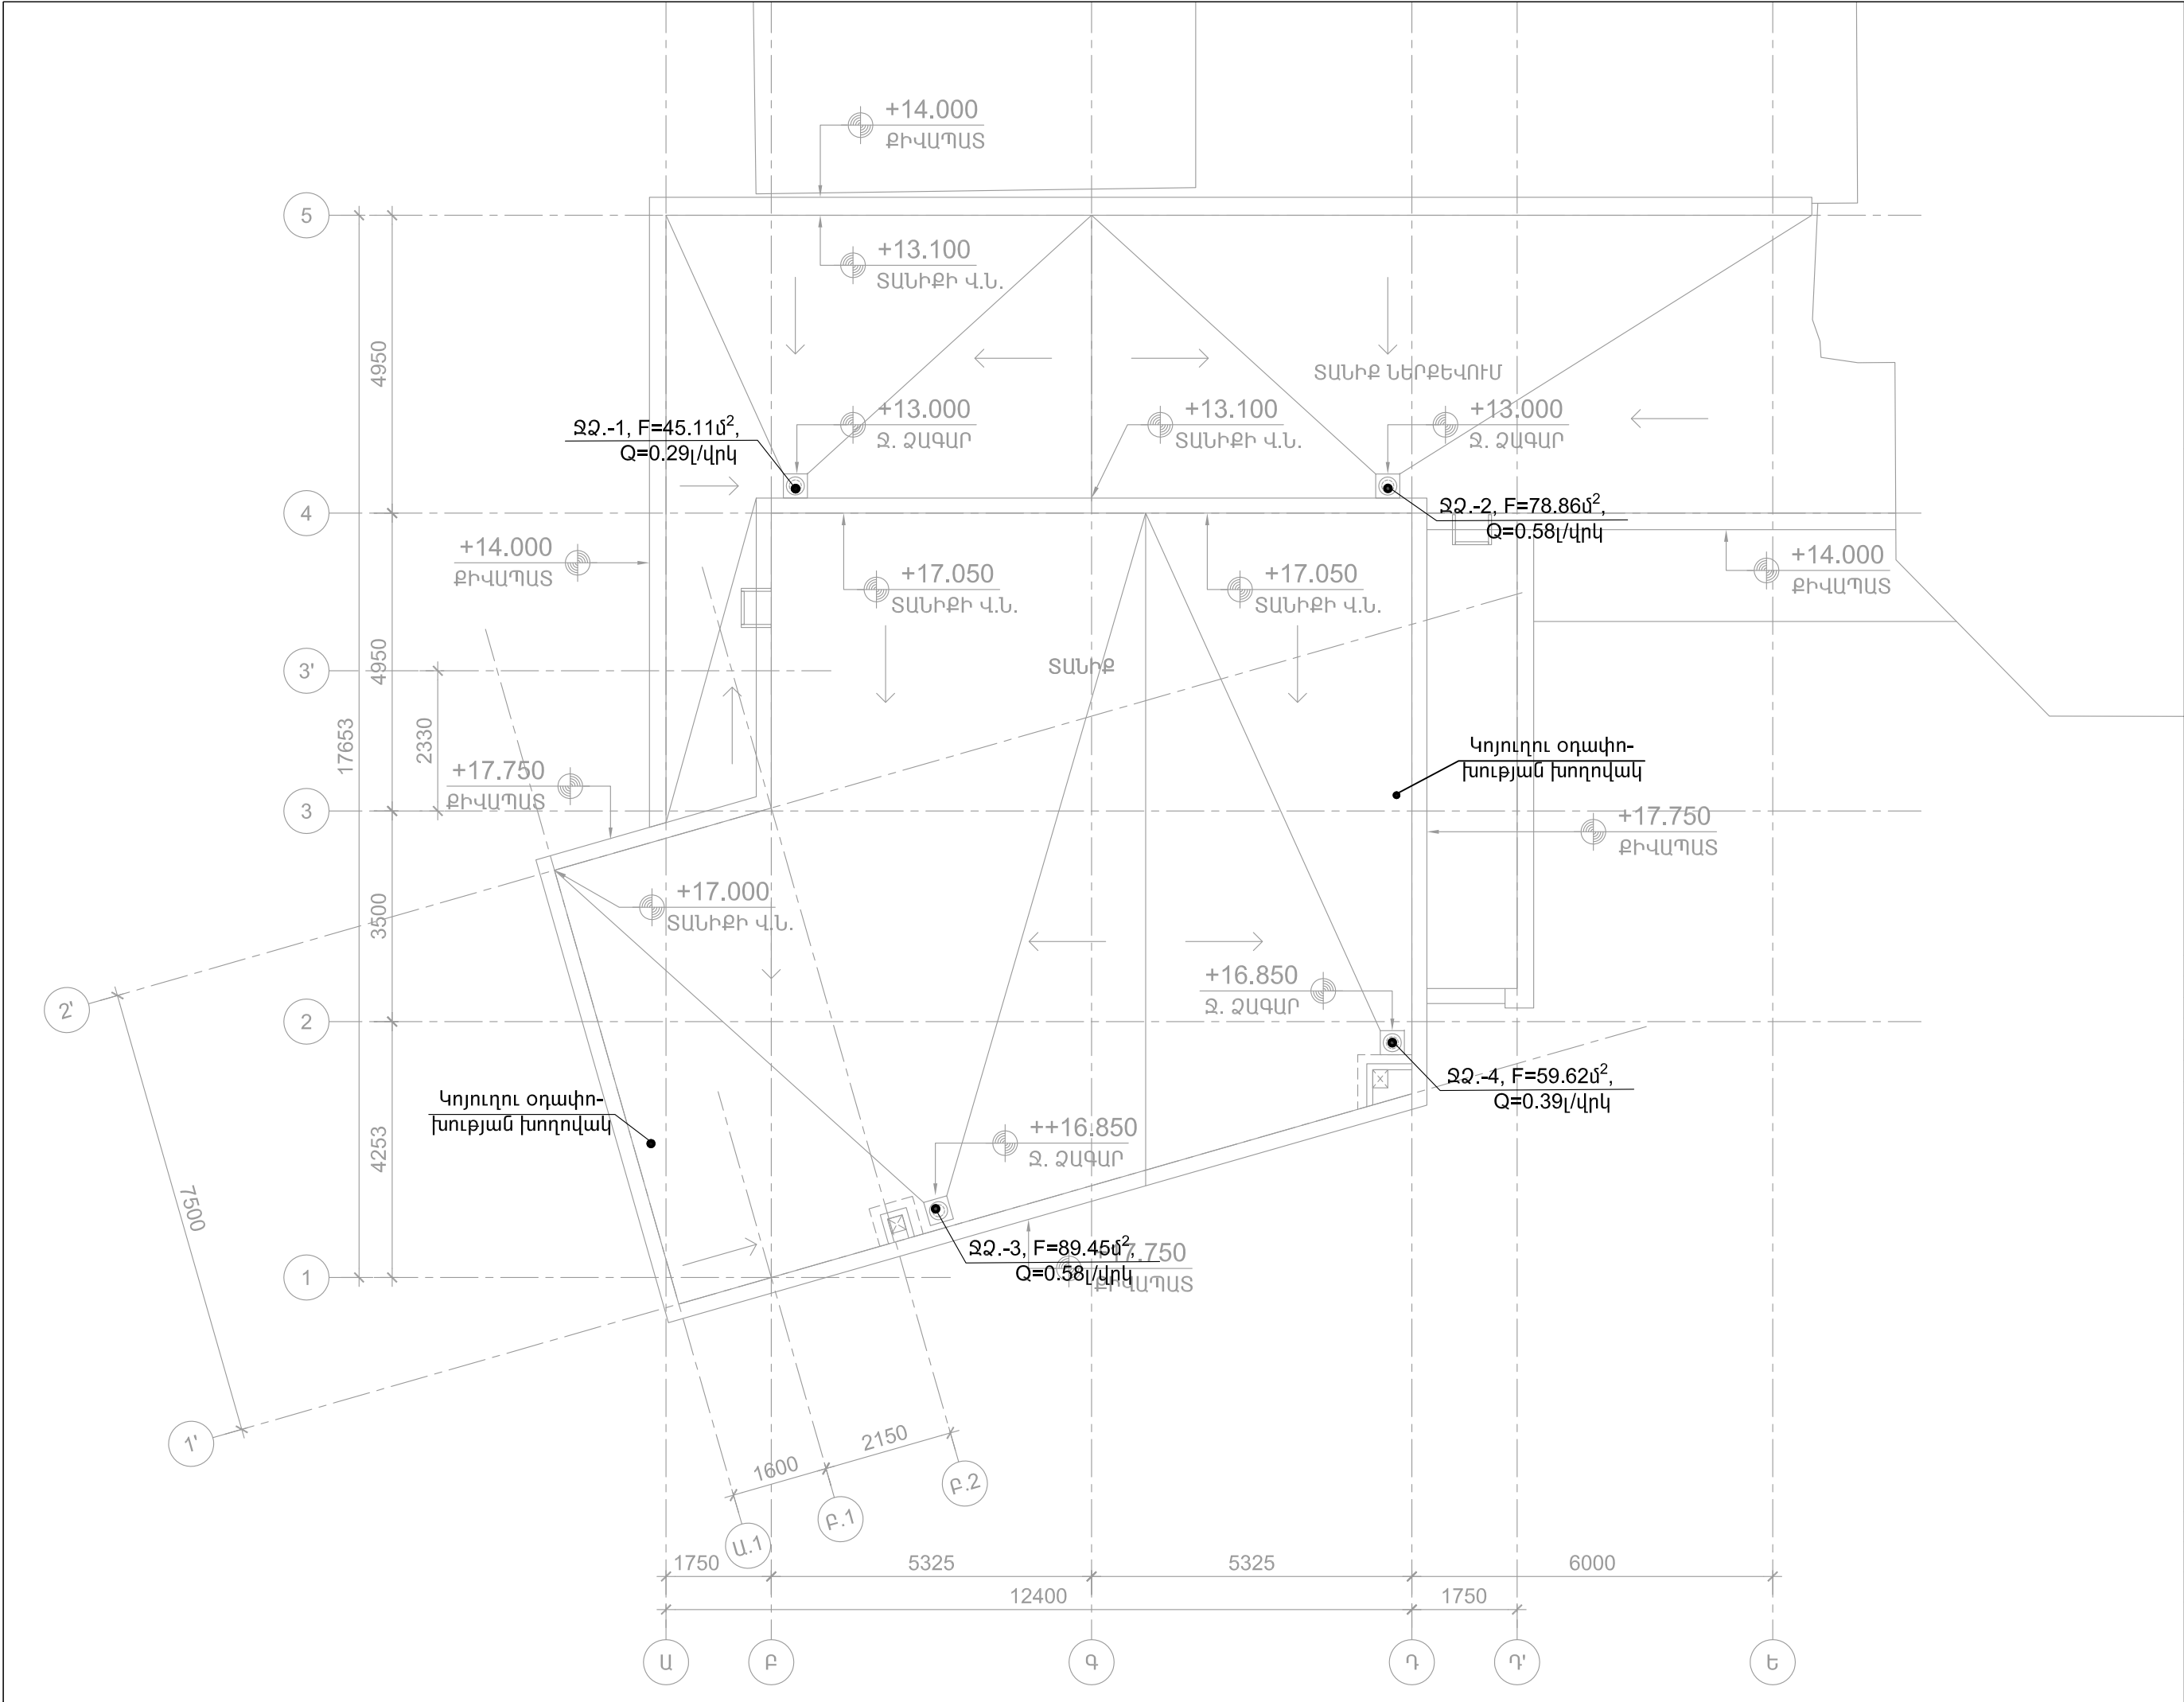 +14.000
ՔԻՎԱՊԱՏ
5
+13.100
ՏԱՆԻՔԻ Վ.Ն.
4950
ՏԱՆԻՔ ՆԵՐՔԵՎՈՒՄ
ՋՁ.-1, F=45.11մ²,
Q=0.29լ/վրկ
+13.000
Ջ. ՁԱԳԱՐ
+13.100
ՏԱՆԻՔԻ Վ.Ն.
+13.000
Ջ. ՁԱԳԱՐ
4
ՋՁ.-2, F=78.86մ²,
Q=0.58լ/վրկ
+14.000
ՔԻՎԱՊԱՏ
+17.050
ՏԱՆԻՔԻ Վ.Ն.
+17.050
ՏԱՆԻՔԻ Վ.Ն.
+14.000
ՔԻՎԱՊԱՏ
4950
3'
ՏԱՆԻՔ
17653
2330
+17.750
ՔԻՎԱՊԱՏ
Կոյուղու օդափո-
խության խողովակ
3
+17.750
ՔԻՎԱՊԱՏ
3500
+17.000
ՏԱՆԻՔԻ Վ.Ն.
2'
2
+16.850
Ջ. ՁԱԳԱՐ
ՋՁ.-4, F=59.62մ²,
Q=0.39լ/վրկ
Կոյուղու օդափո-
խության խողովակ
4253
++16.850
Ջ. ՁԱԳԱՐ
7500
ՋՁ.-3, F=89.45մ²,
Q=0.58լ/վրկ
+17.750
ՔԻՎԱՊԱՏ
1
1'
1600
2150
Ա.1
Բ.1
Բ.2
1750
5325
5325
6000
12400
1750
Ա
Բ
Գ
Դ
Դ'
Ե